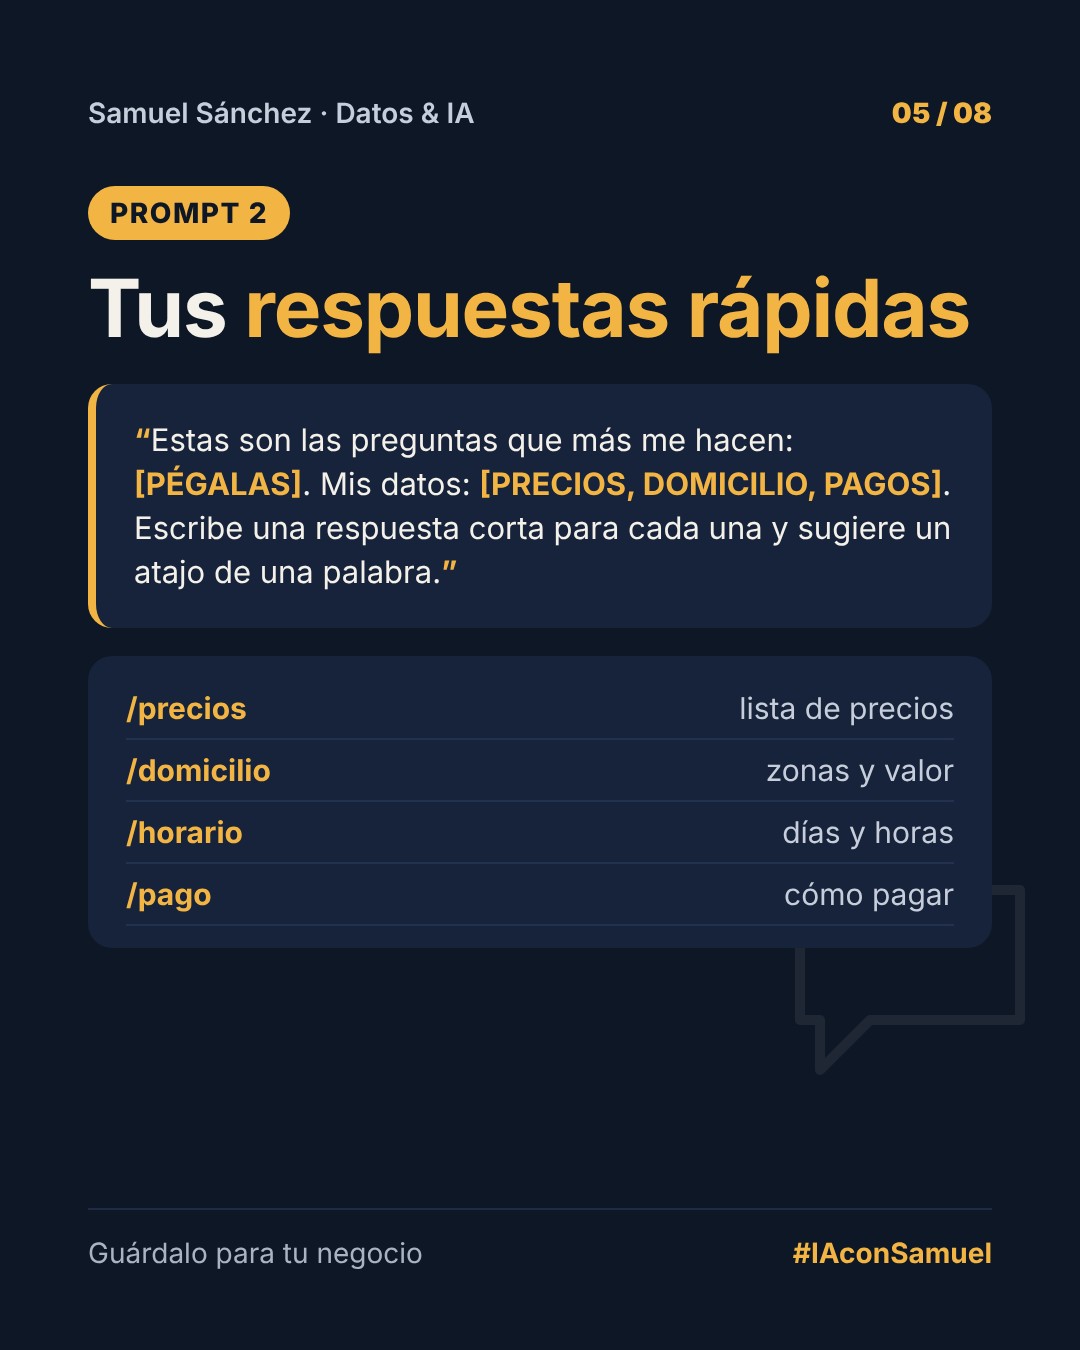 Samuel Sánchez · Datos & IA
05 / 08
PROMPT 2
Tus respuestas rápidas
“Estas son las preguntas que más me hacen:
[PÉGALAS]. Mis datos: [PRECIOS, DOMICILIO, PAGOS].
Escribe una respuesta corta para cada una y sugiere un
atajo de una palabra.”
/precios lista de precios
/domicilio zonas y valor
/horario días y horas
/pago cómo pagar
Guárdalo para tu negocio
#IAconSamuel